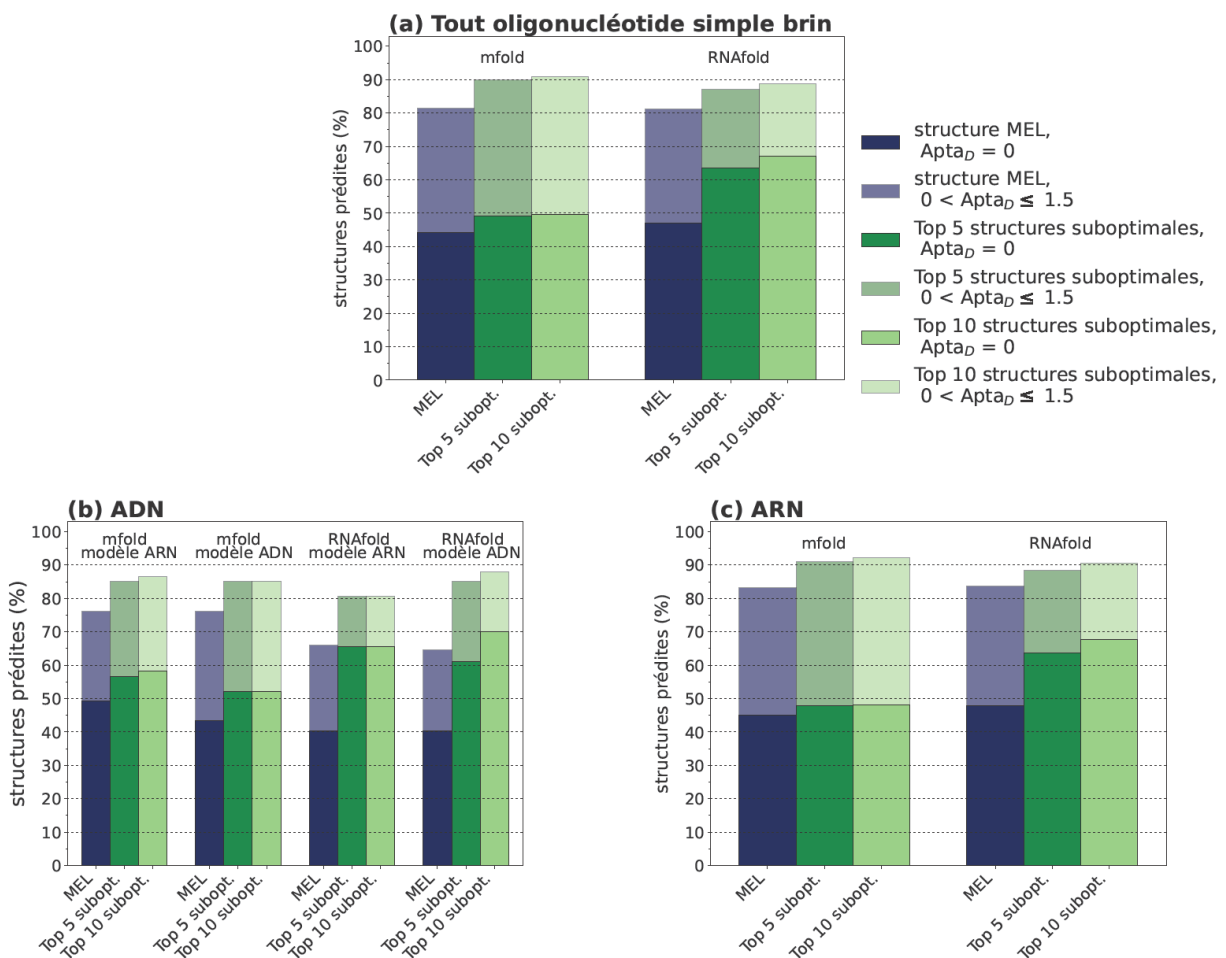 (a) Tout oligonucléotide simple brin
mfold
RNAfold
structures prédites (%)
100
90
80
70
60
50
40
30
20
10
0
MEL
Top 5 subopt.
Top 10 subopt.
MEL
Top 5 subopt.
Top 10 subopt.
structure MEL,
AptaD = 0
structure MEL,
0 < AptaD ≤ 1.5
Top 5 structures suboptimales,
AptaD = 0
Top 5 structures suboptimales,
0 < AptaD ≤ 1.5
Top 10 structures suboptimales,
AptaD = 0
Top 10 structures suboptimales,
0 < AptaD ≤ 1.5
(b) ADN
mfold
modèle ARN
mfold
modèle ADN
RNAfold
modèle ARN
RNAfold
modèle ADN
structures prédites (%)
100
90
80
70
60
50
40
30
20
10
0
MEL
Top 5 subopt.
Top 10 subopt.
MEL
Top 5 subopt.
Top 10 subopt.
MEL
Top 5 subopt.
Top 10 subopt.
MEL
Top 5 subopt.
Top 10 subopt.
(c) ARN
mfold
RNAfold
structures prédites (%)
100
90
80
70
60
50
40
30
20
10
0
MEL
Top 5 subopt.
Top 10 subopt.
MEL
Top 5 subopt.
Top 10 subopt.